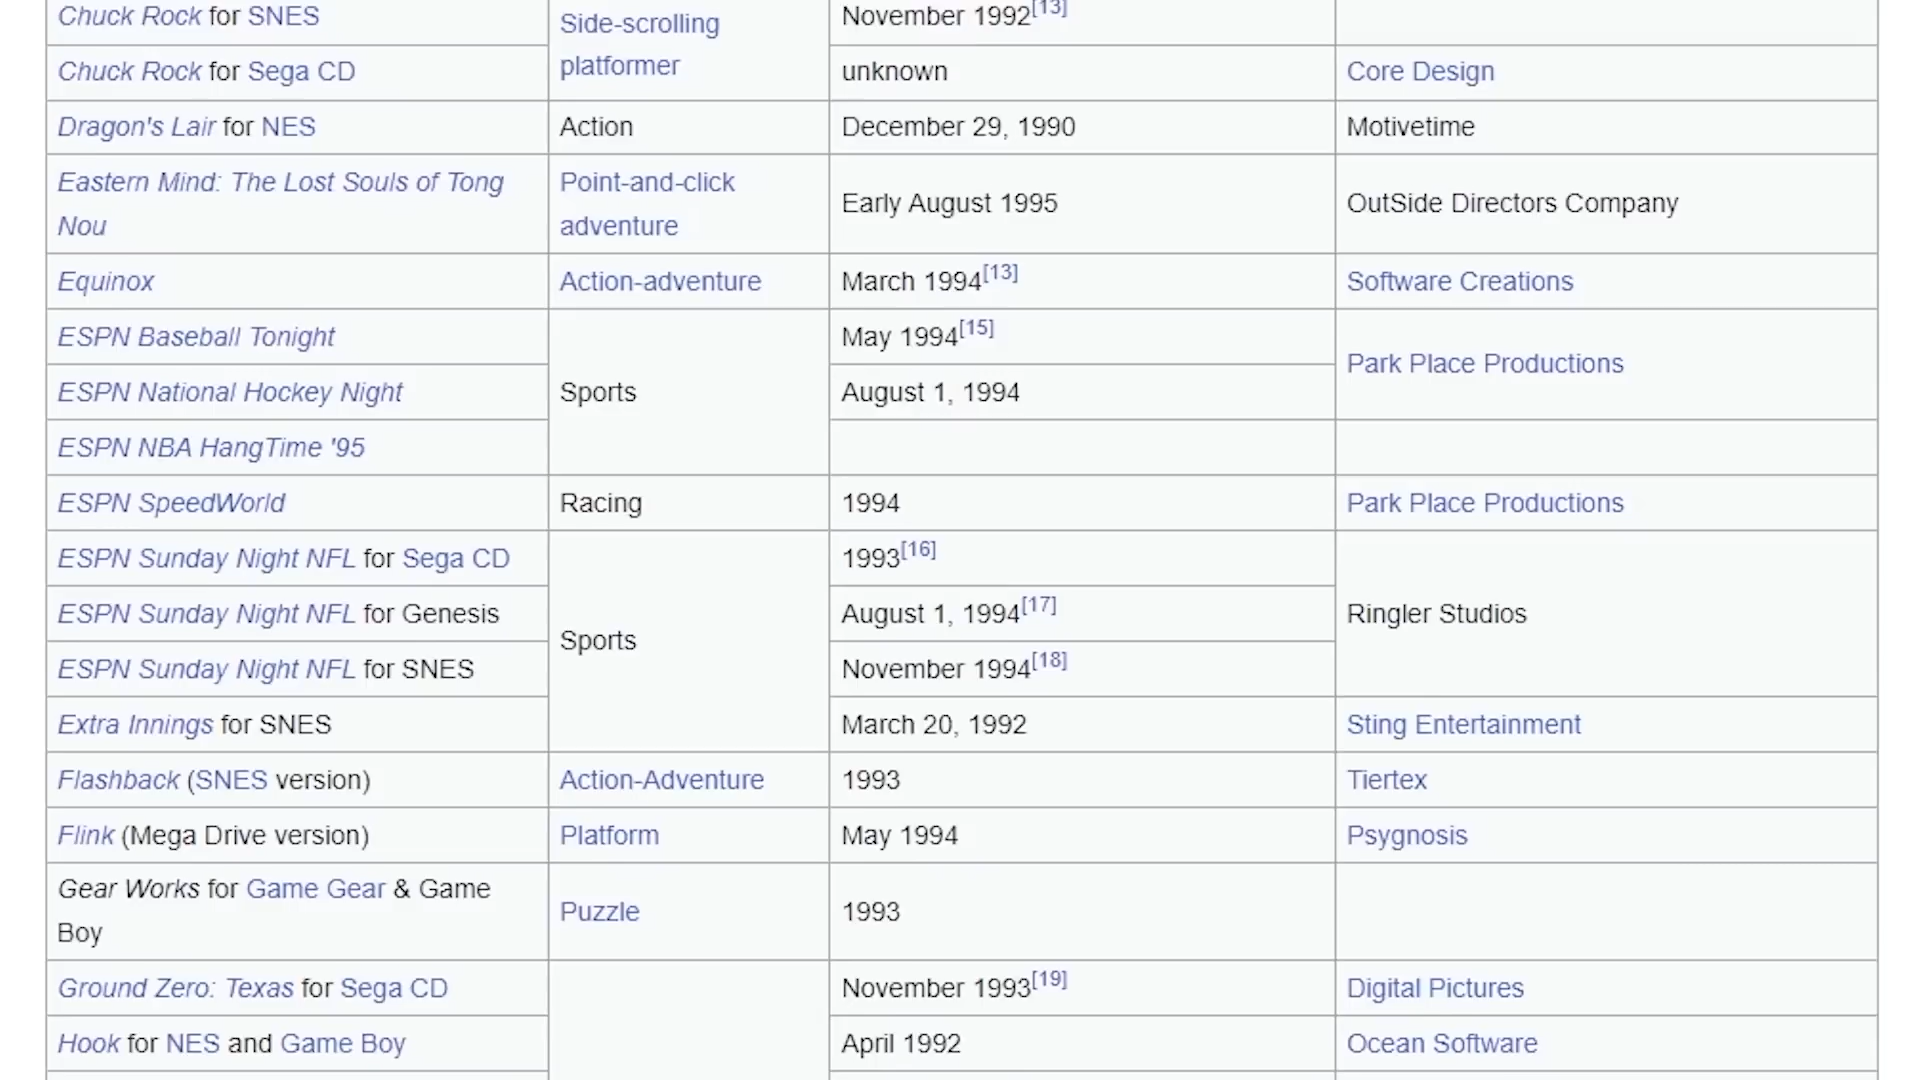 Chuck Rock for SNES
Side-scrolling
platformer
November 1992[13]
Chuck Rock for Sega CD
unknown
Core Design
Dragon's Lair for NES
Action
December 29, 1990
Motivetime
Eastern Mind: The Lost Souls of Tong
Nou
Point-and-click
adventure
Early August 1995
OutSide Directors Company
Equinox
Action-adventure
March 1994[13]
Software Creations
ESPN Baseball Tonight
Sports
May 1994[15]
Park Place Productions
ESPN National Hockey Night
August 1, 1994
ESPN NBA HangTime '95
ESPN SpeedWorld
Racing
1994
Park Place Productions
ESPN Sunday Night NFL for Sega CD
Sports
1993[16]
Ringler Studios
ESPN Sunday Night NFL for Genesis
August 1, 1994[17]
ESPN Sunday Night NFL for SNES
November 1994[18]
Extra Innings for SNES
March 20, 1992
Sting Entertainment
Flashback (SNES version)
Action-Adventure
1993
Tiertex
Flink (Mega Drive version)
Platform
May 1994
Psygnosis
Gear Works for Game Gear & Game
Boy
Puzzle
1993
Ground Zero: Texas for Sega CD
November 1993[19]
Digital Pictures
Hook for NES and Game Boy
April 1992
Ocean Software